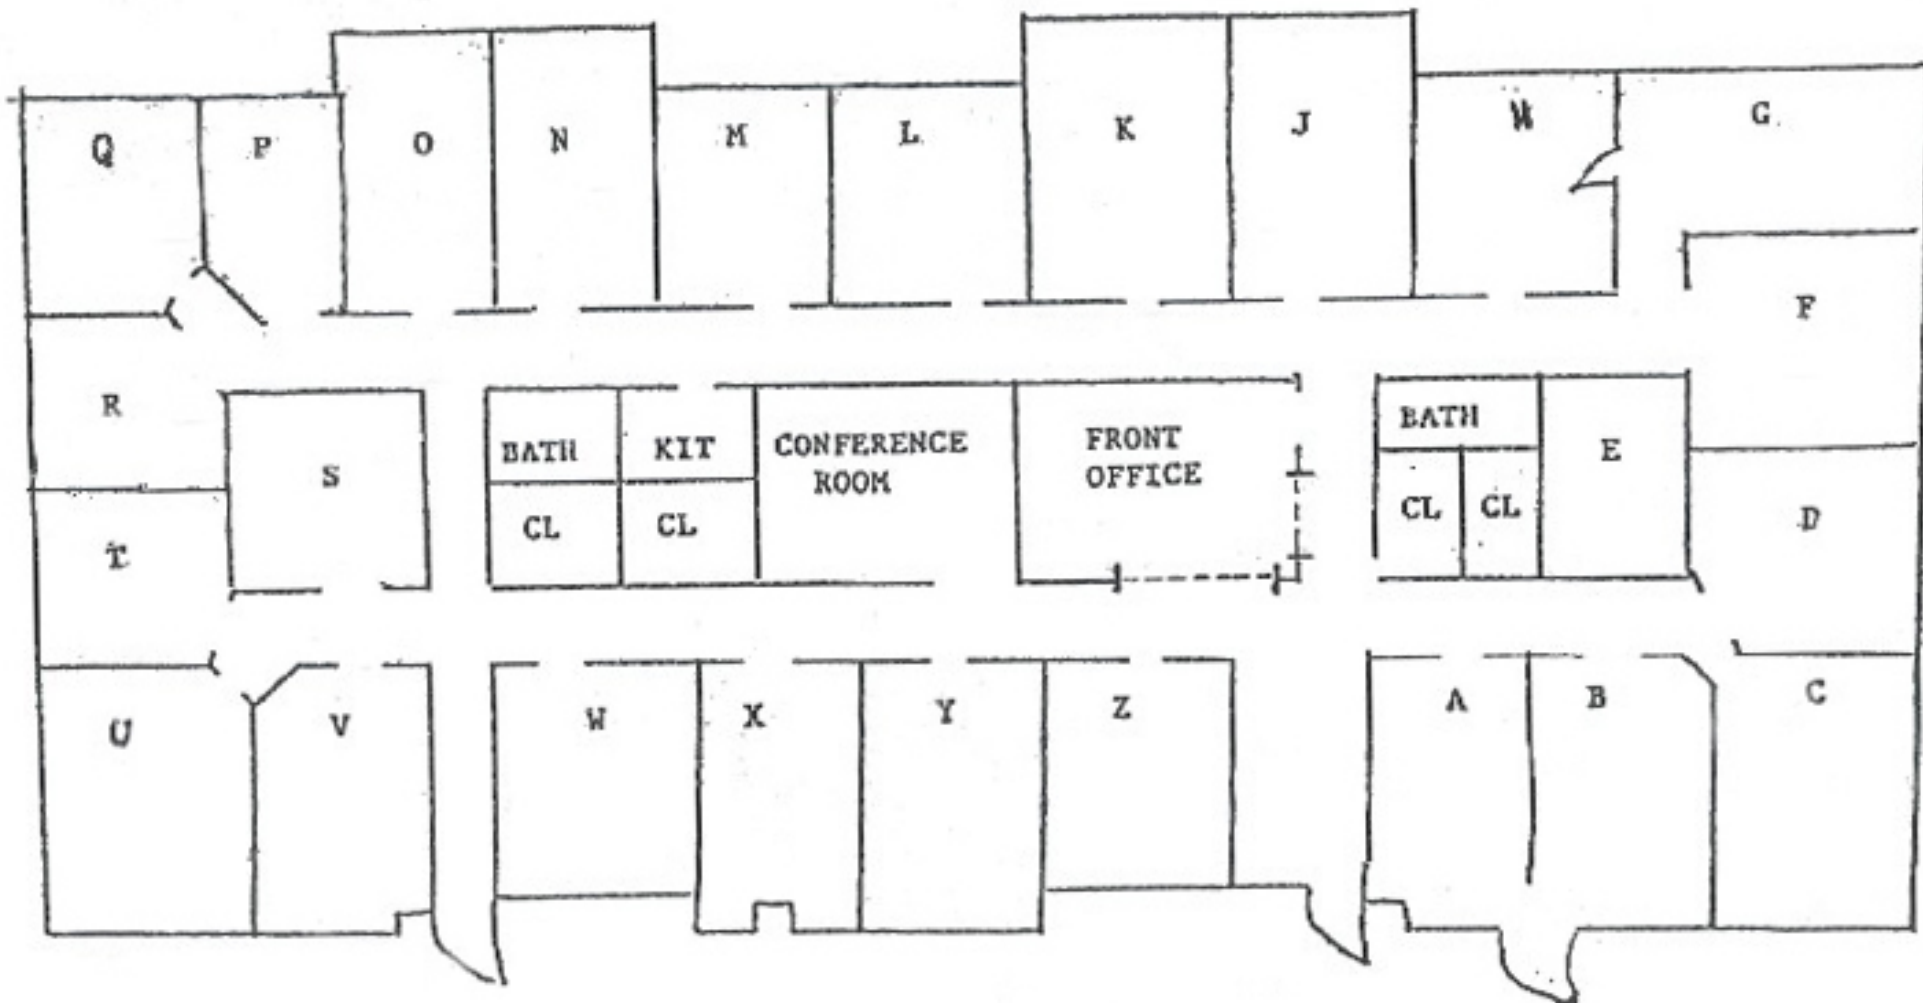 Q P O N M L K J G
F
R S BATH KIT CONFERENCE FRONT BATH E
ROOM OFFICE
CL CL CL CL
T D
U V W X Y Z A B C